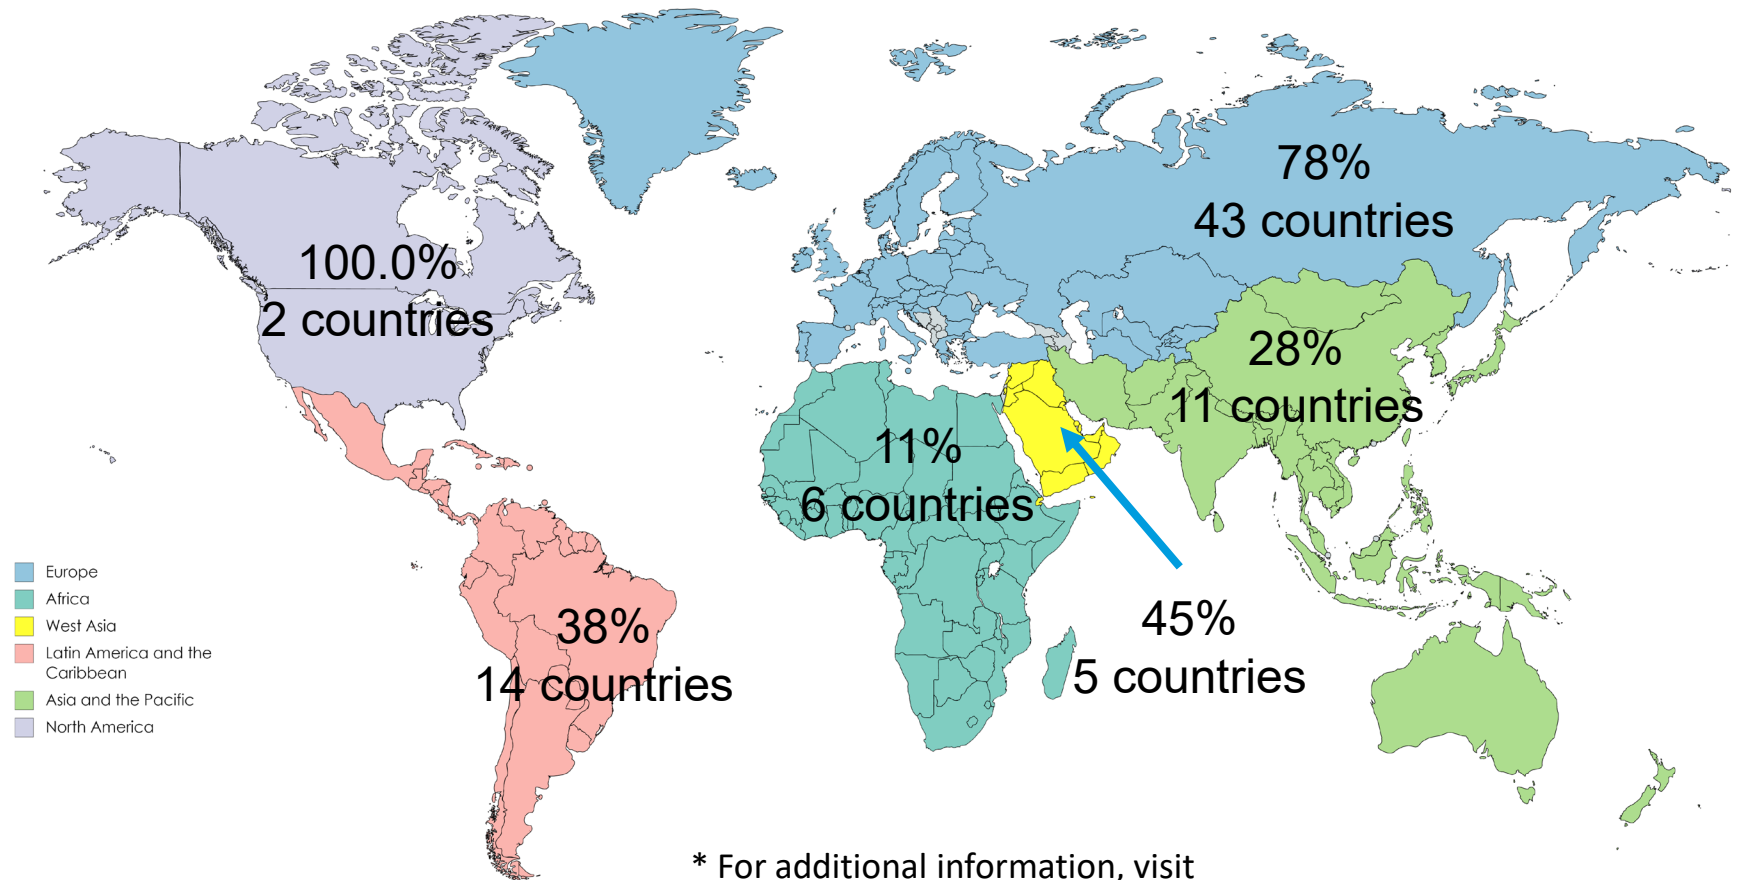 78%
43 countries
100.0%
2 countries
28%
11 countries
11%
6 countries
45%
5 countries
38%
14 countries
Europe
Africa
West Asia
Latin America and the
Caribbean
Asia and the Pacific
North America
* For additional information, visit